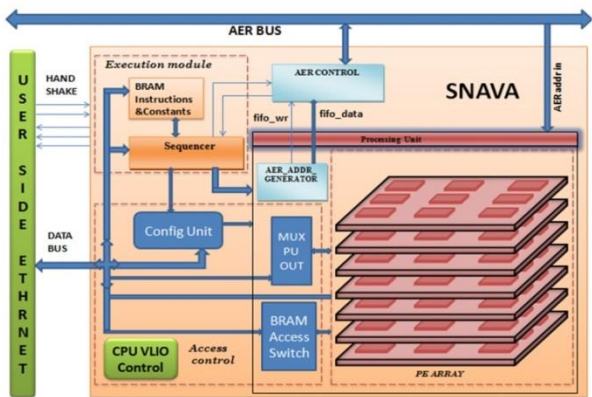 AER BUS
USER SIDE ETHRNET
HAND
SHAKE
DATA
BUS
Execution module
BRAM
Instructions
&Constants
Sequencer
AER CONTROL
SNAVA
AER addr in
fifo_wr
fifo_data
Processing Unit
AER_ADDR_
GENERATOR
Config Unit
MUX
PU
OUT
BRAM
Access
Switch
CPU VLIO
Control
Access
control
PE ARRAY